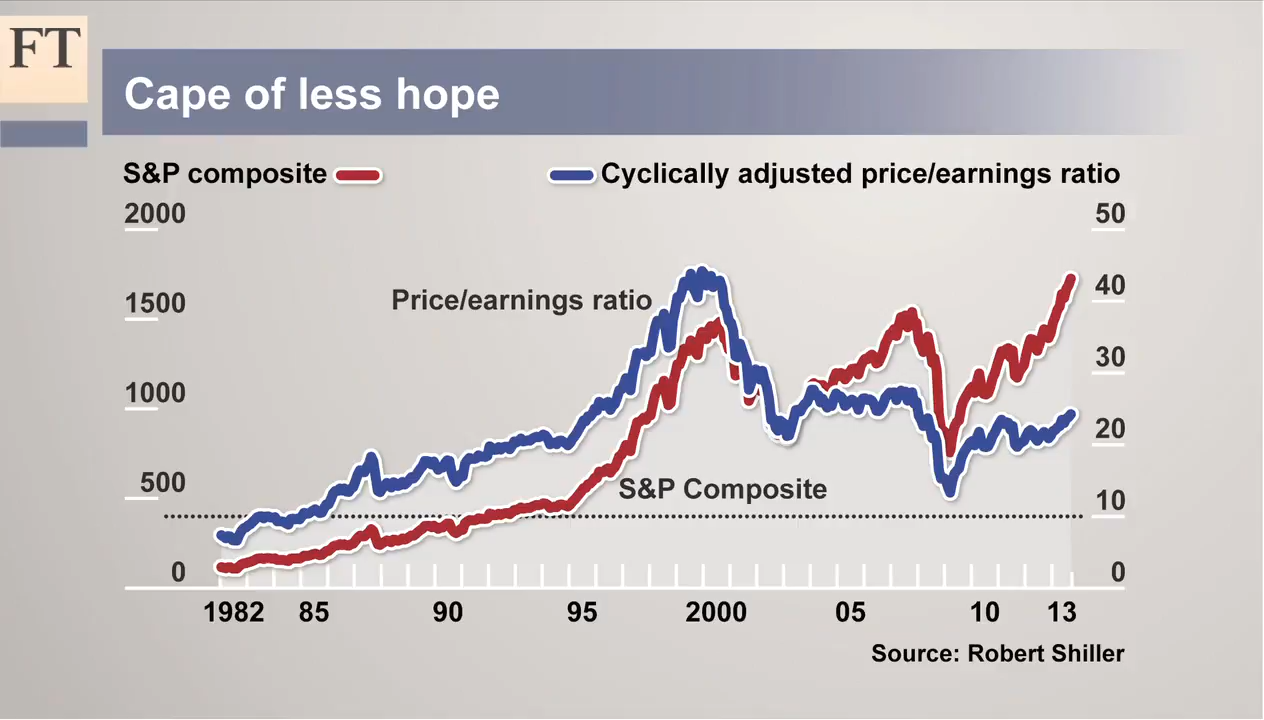 FT
Cape of less hope
S&P composite
Cyclically adjusted price/earnings ratio
2000
50
Price/earnings ratio
40
1500
30
1000
20
500
S&P Composite
10
0
0
1982 85 90 95 2000 05 10 13
Source: Robert Shiller